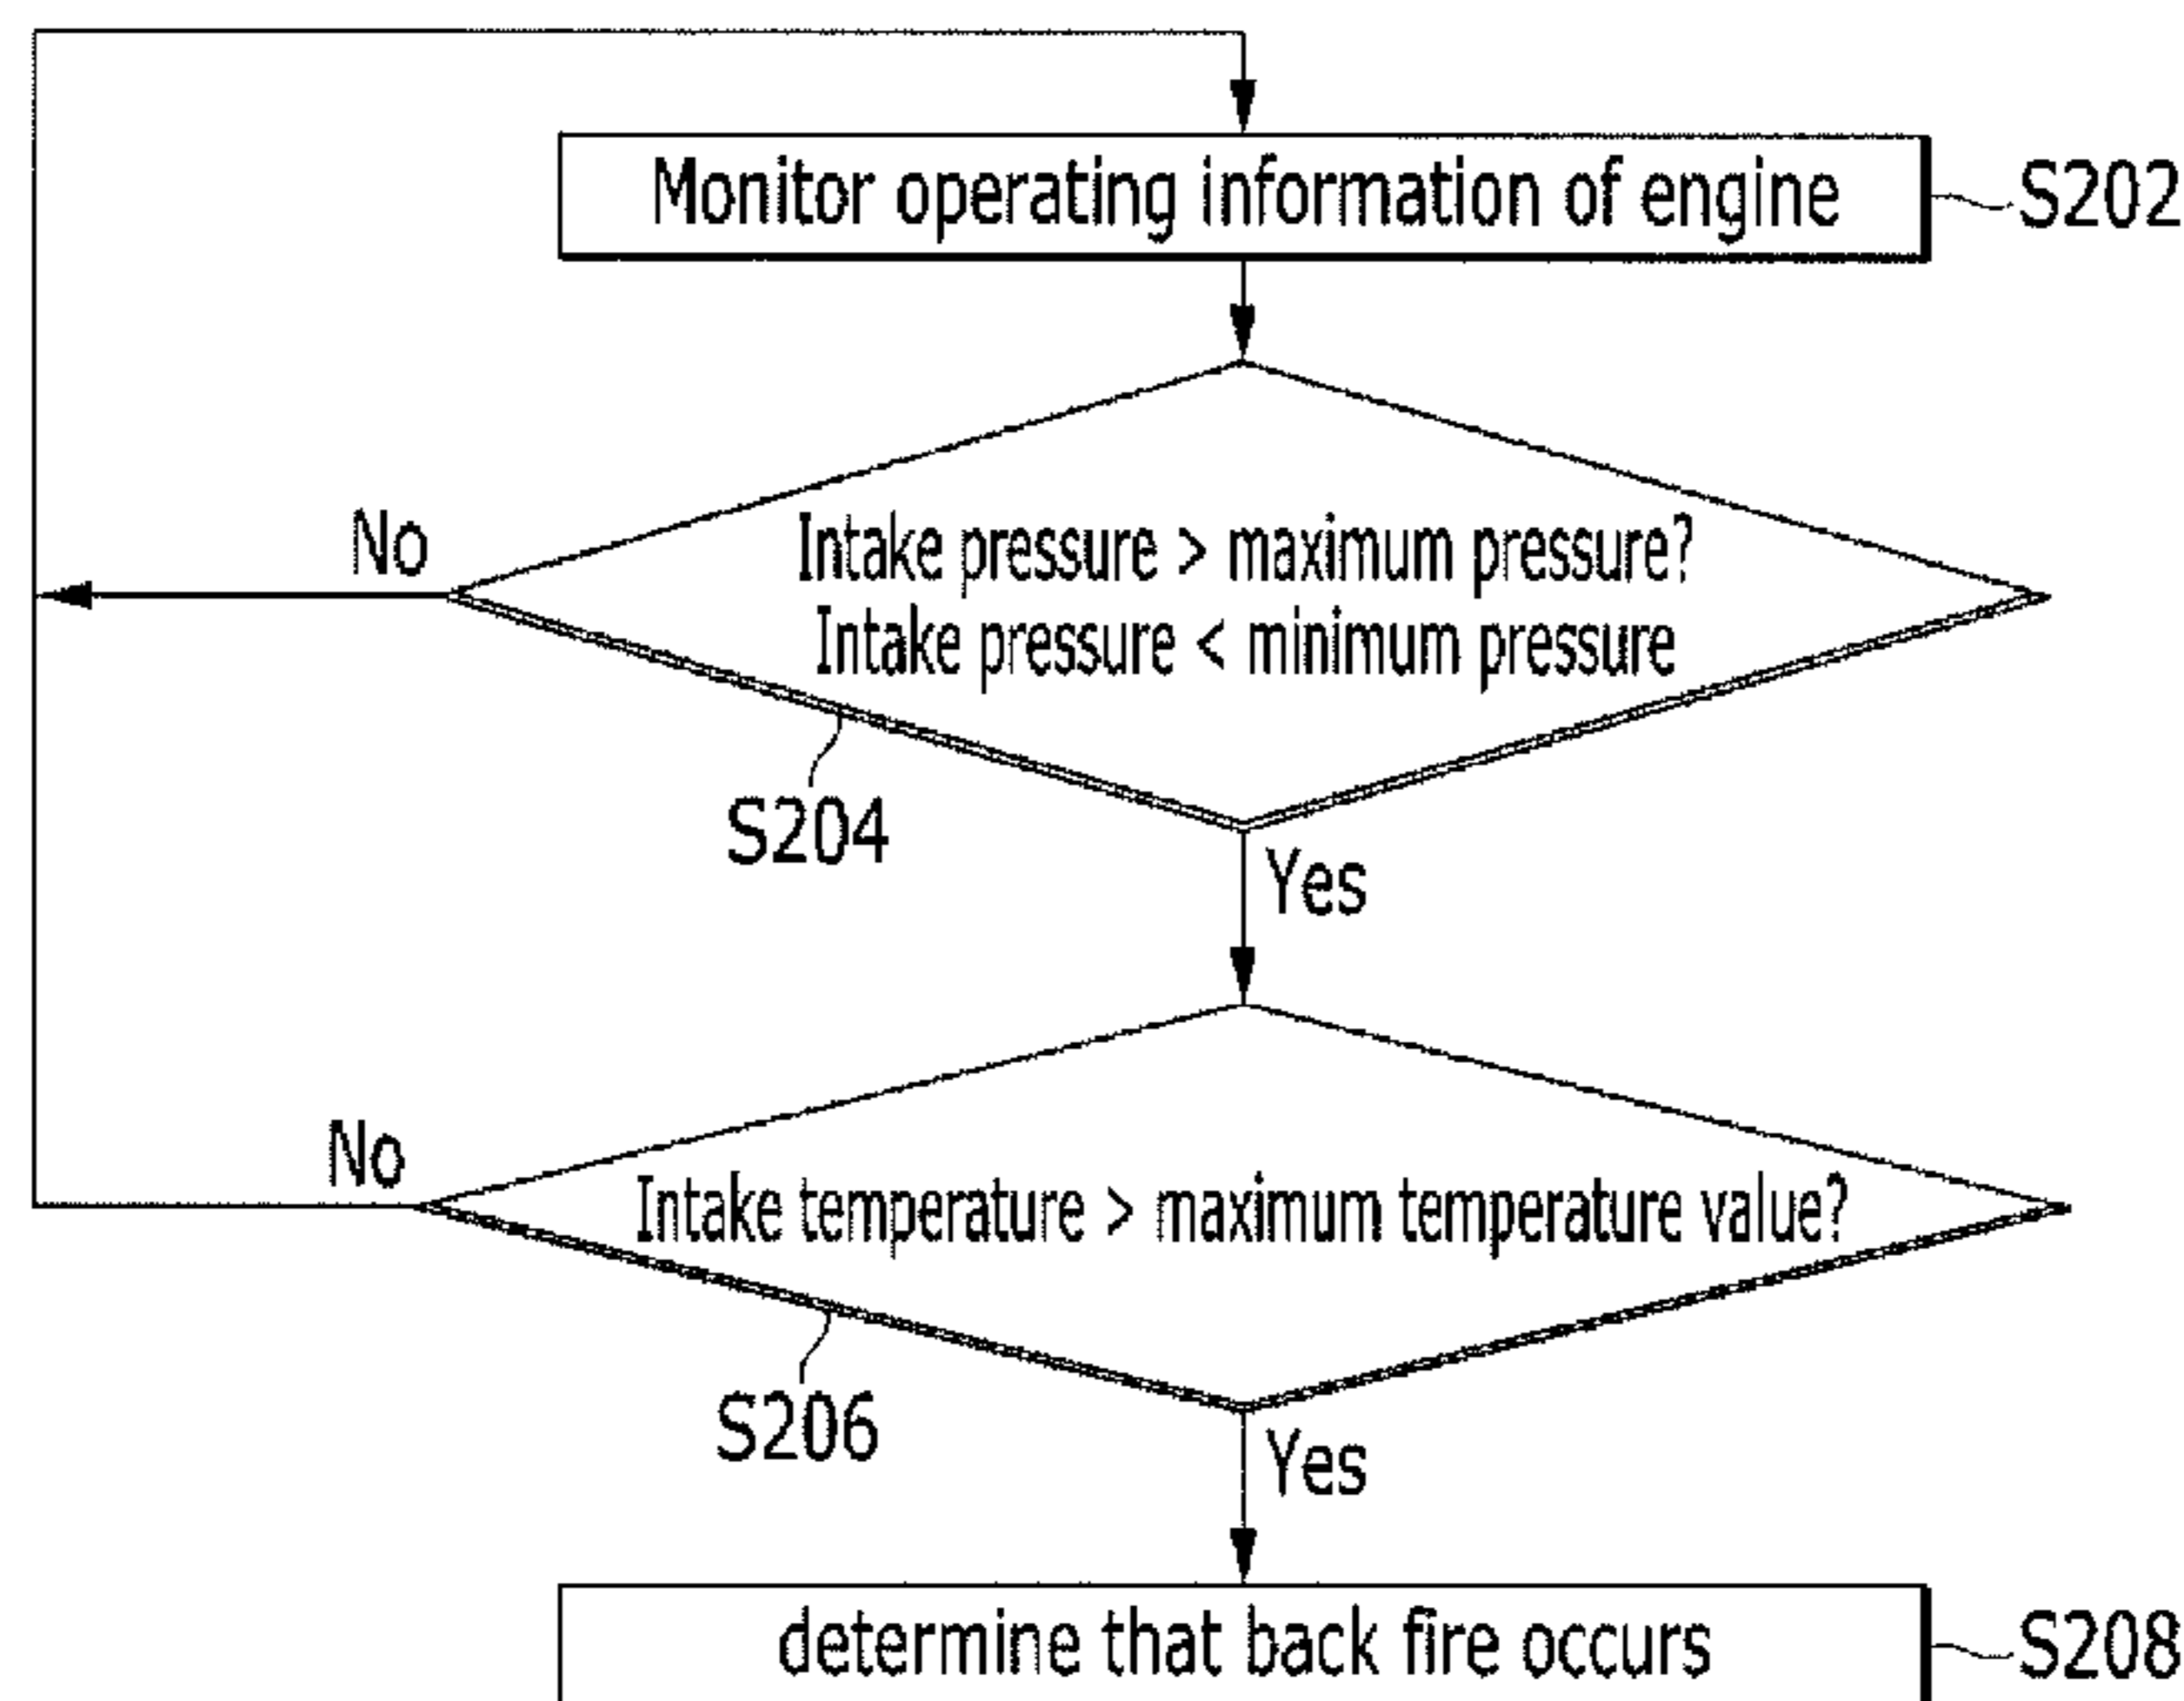 Monitor operating information of engine
S202
No
Intake pressure > maximum pressure?
Intake pressure < minimum pressure
S204
Yes
No
Intake temperature > maximum temperature value?
S206
Yes
determine that back fire occurs
S208